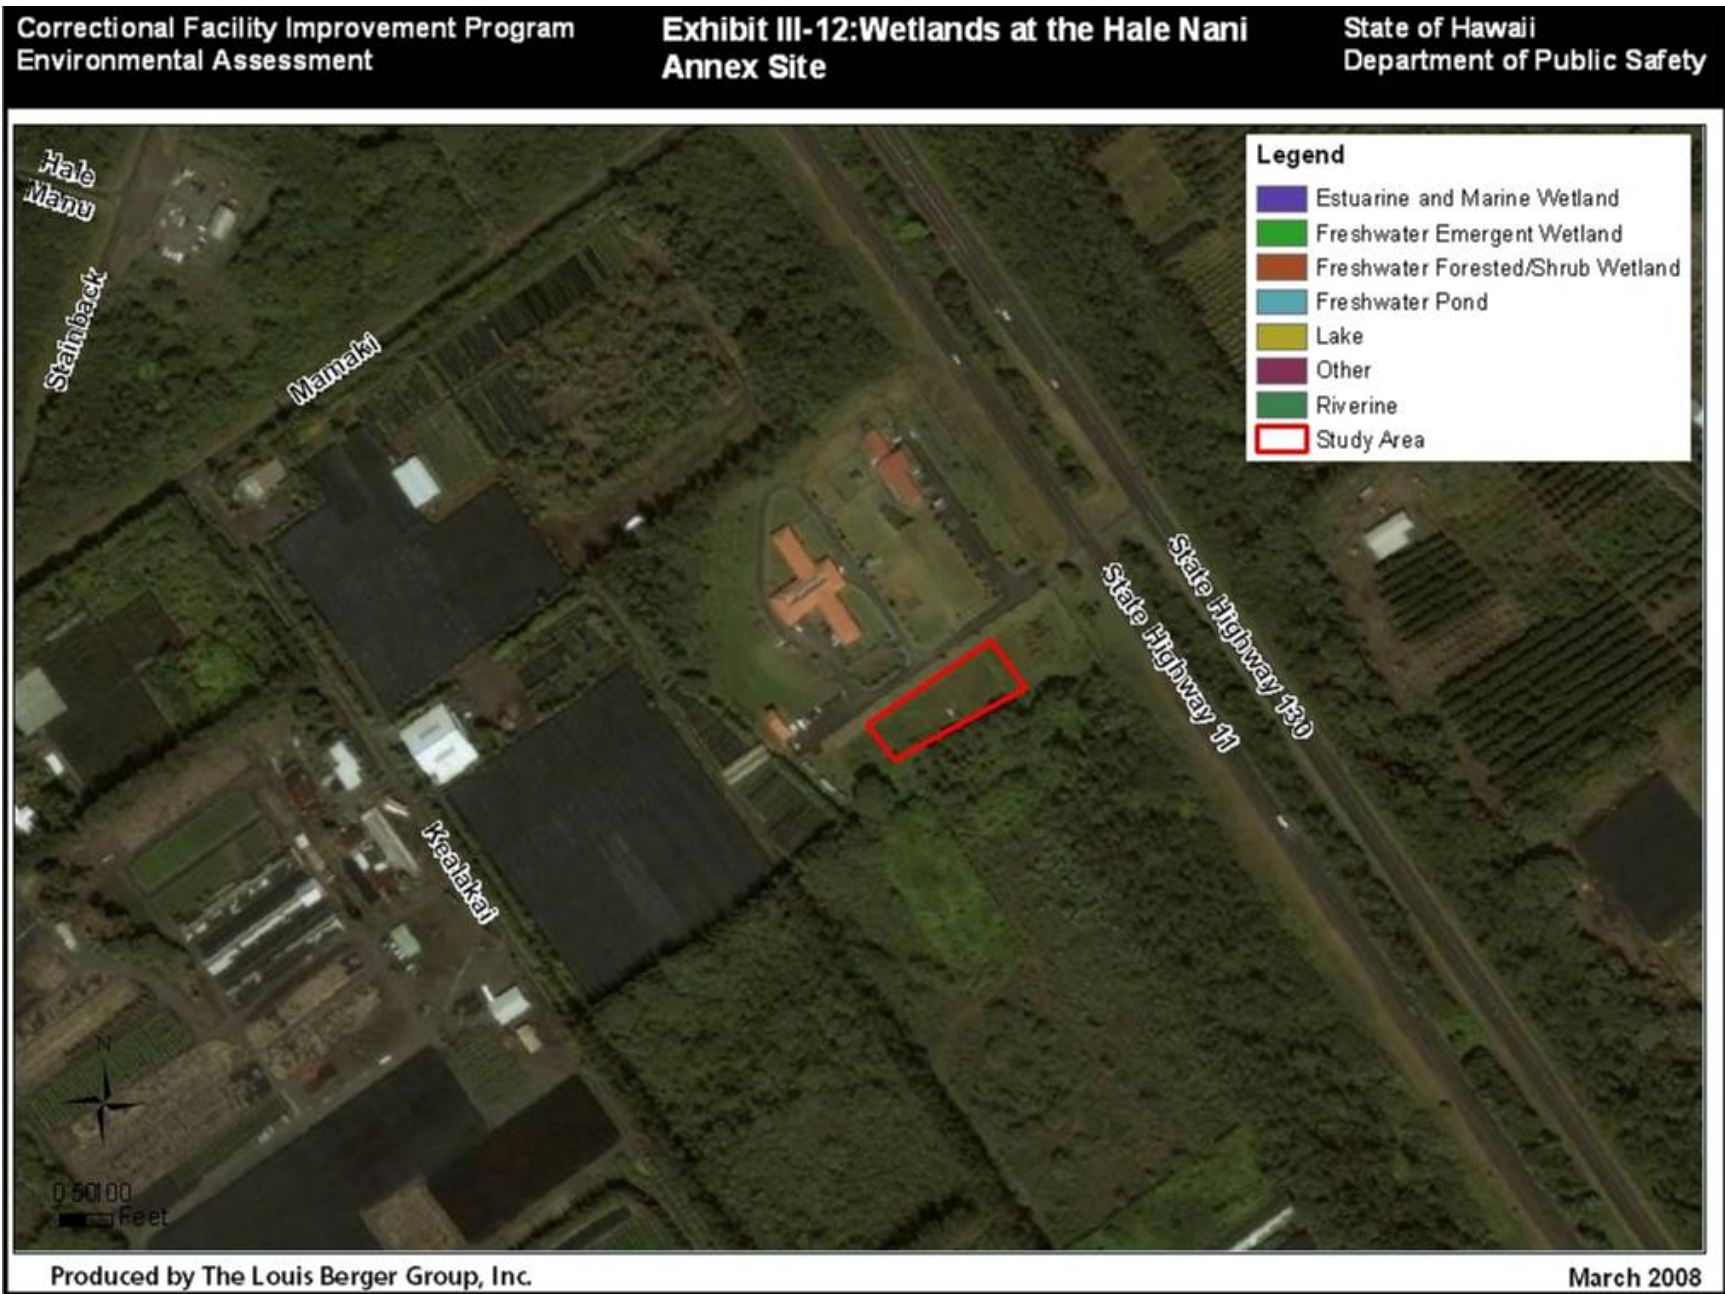 Correctional Facility Improvement Program
Environmental Assessment
Exhibit III-12:Wetlands at the Hale Nani
Annex Site
State of Hawaii
Department of Public Safety
Hale
Manu
Stainback
Mamaki
Legend
Estuarine and Marine Wetland
Freshwater Emergent Wetland
Freshwater Forested/Shrub Wetland
Freshwater Pond
Lake
Other
Riverine
Study Area
State Highway 130
State Highway 11
Kealakai
N
0 50100
Feet
Produced by The Louis Berger Group, Inc.
March 2008